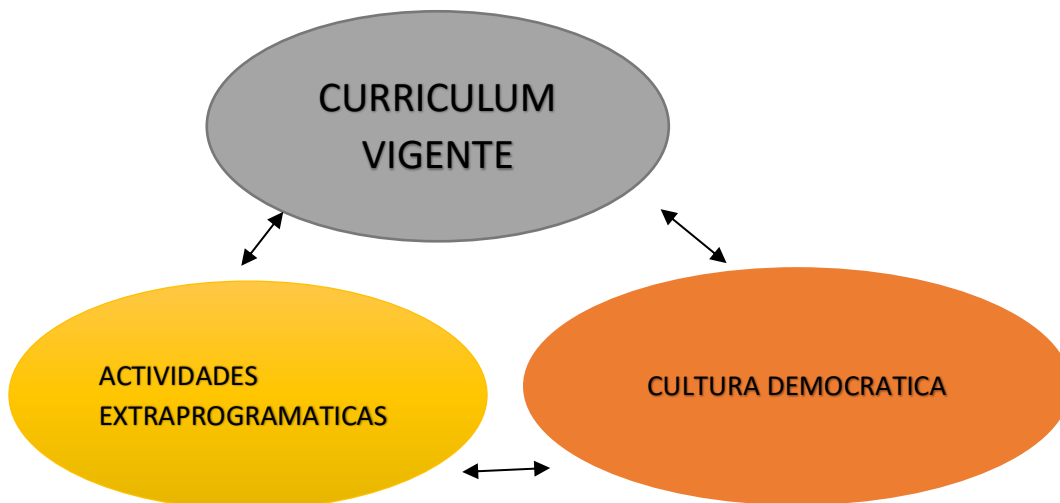 CURRICULUM
VIGENTE
ACTIVIDADES
EXTRAPROGRAMATICAS
CULTURA DEMOCRATICA